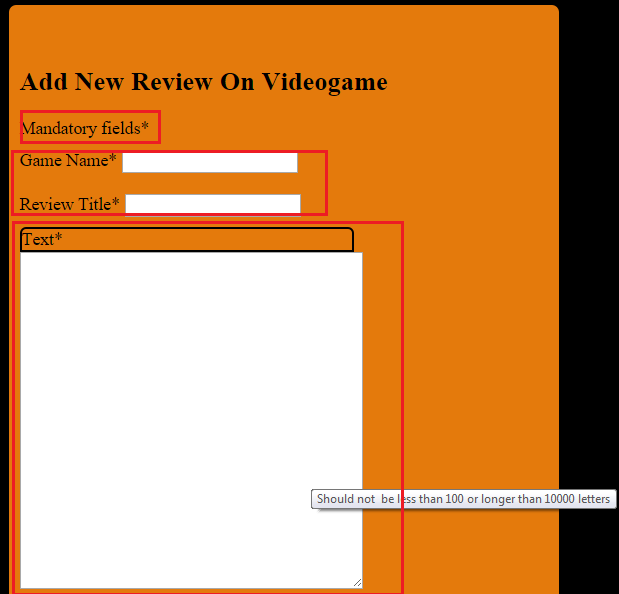 Add New Review On Videogame
Mandatory fields*
Game Name*
Review Title*
Text*
Should not  be less than 100 or longer than 10000 letters